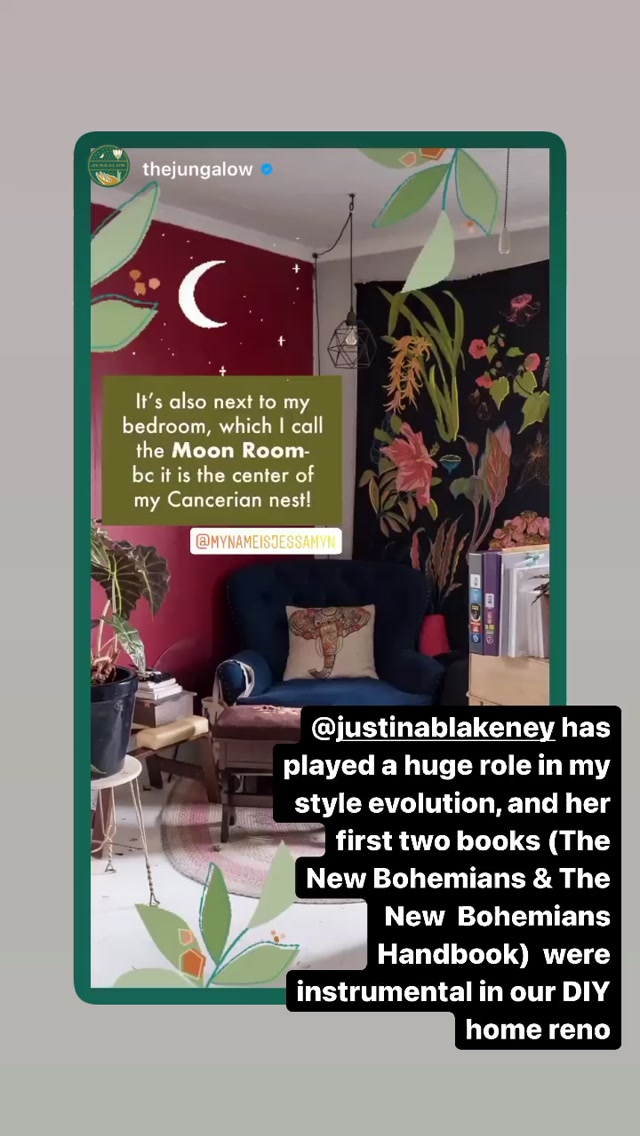 thejungalow
It's also next to my
bedroom, which I call
the Moon Room-
bc it is the center of
my Cancerian nest!
@MYNAMEISJESSAMYN
@justinablakeney has
played a huge role in my
style evolution, and her
first two books (The
New Bohemians & The
New Bohemians
Handbook) were
instrumental in our DIY
home reno